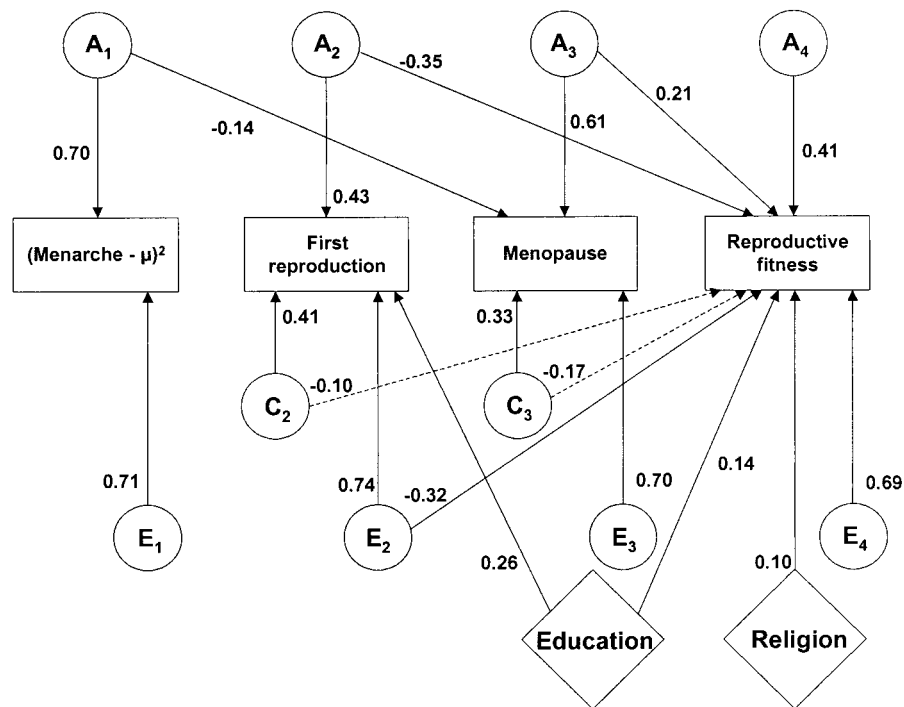 A₁ A₂ A₃ A₄
-0.35
0.21
-0.14
0.70 0.61 0.41
0.43
(Menarche - μ)²
First
reproduction
Menopause
Reproductive
fitness
0.41 0.33
-0.10 -0.17
C₂ C₃
0.14
0.71 0.74 -0.32 0.70 0.69
E₁ E₂ E₃ E₄
0.26 0.10
Education Religion